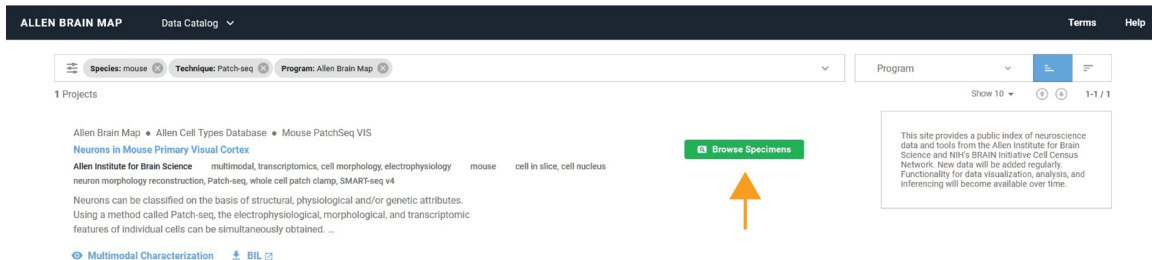 ALLEN BRAIN MAP Data Catalog Terms Help
Species: mouse Technique: Patch-seq Program: Allen Brain Map Program
1 Projects Show 10 1-1 / 1
Allen Brain Map • Allen Cell Types Database • Mouse PatchSeq VIS
Neurons in Mouse Primary Visual Cortex
Browse Specimens
Allen Institute for Brain Science multimodal, transcriptomics, cell morphology, electrophysiology mouse cell in slice, cell nucleus
neuron morphology reconstruction, Patch-seq, whole cell patch clamp, SMART-seq v4
Neurons can be classified on the basis of structural, physiological and/or genetic attributes.
Using a method called Patch-seq, the electrophysiological, morphological, and transcriptomic
features of individual cells can be simultaneously obtained. ...
Multimodal Characterization BIL
This site provides a public index of neuroscience
data and tools from the Allen Institute for Brain
Science and NIH's BRAIN Initiative Cell Census
Network. New data will be added regularly.
Functionality for data visualization, analysis, and
inferencing will become available over time.